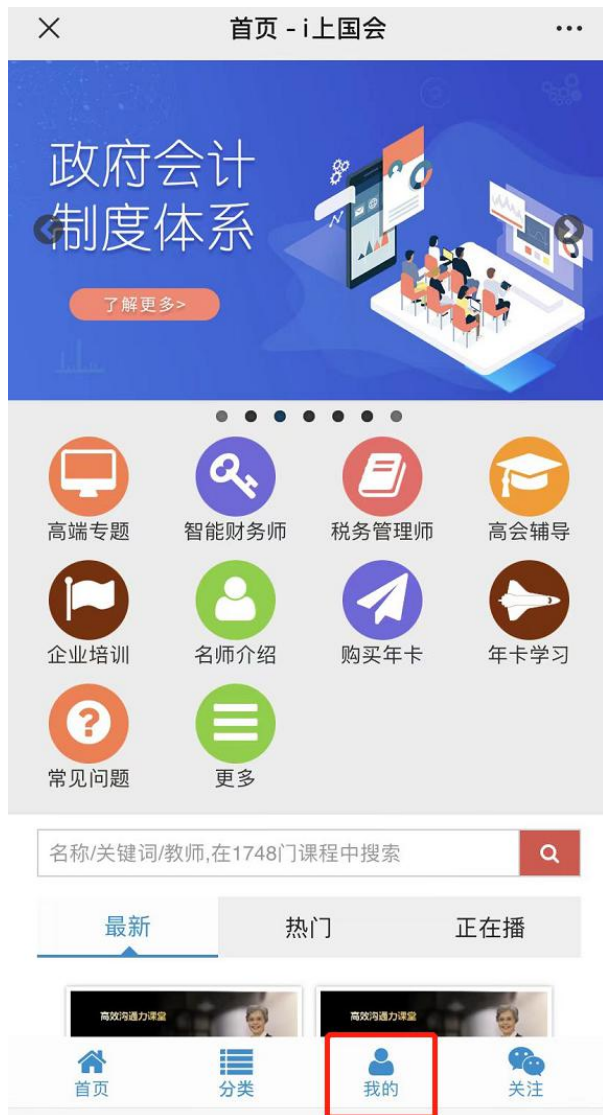 首页 - i上国会
政府会计
制度体系
了解更多>
高端专题 智能财务师 税务管理师 高会辅导
企业培训 名师介绍 购买年卡 年卡学习
常见问题 更多
名称/关键词/教师,在1748门课程中搜索
最新 热门 正在播
高效沟通力课堂 高效沟通力课堂
首页 分类 我的 关注